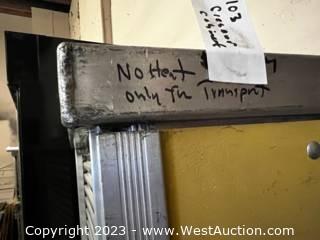 103
No Heat
only In Transport
Copyright 2023 - www.WestAuction.com